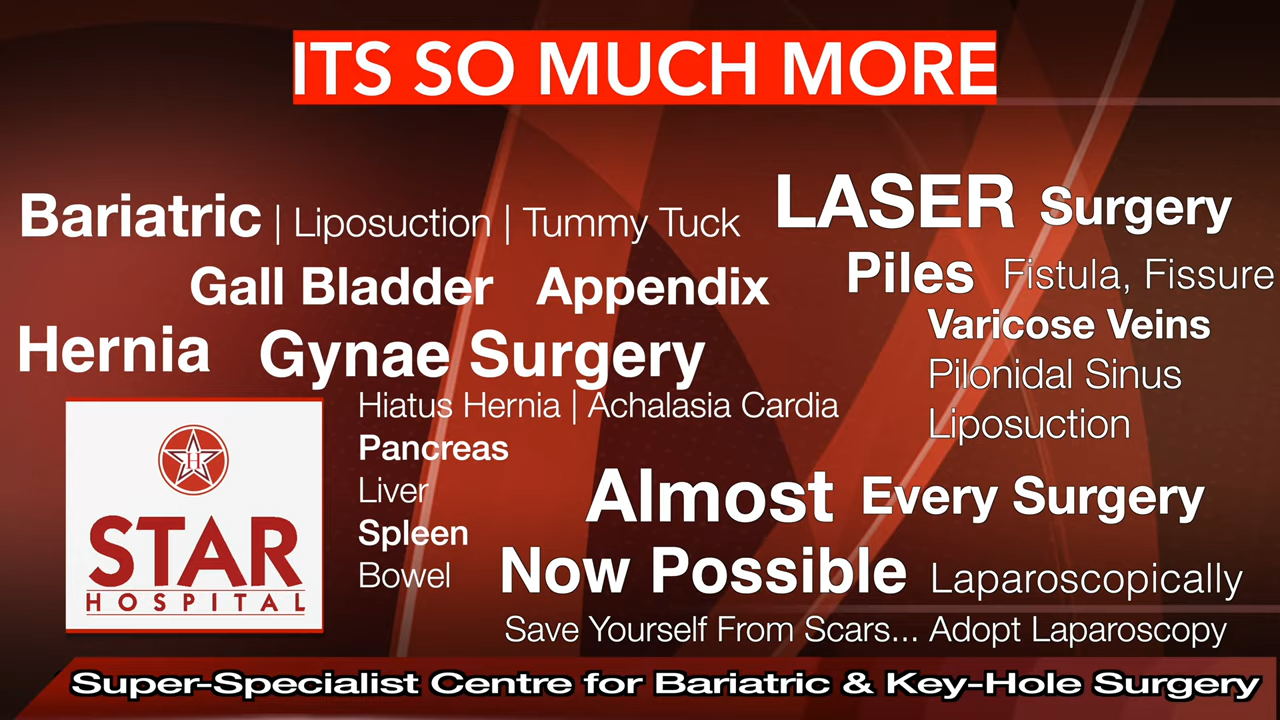 ITS SO MUCH MORE
Bariatric | Liposuction | Tummy Tuck
Gall Bladder Appendix
Hernia Gynae Surgery
Hiatus Hernia | Achalasia Cardia
Pancreas
Liver
Spleen
Bowel
LASER Surgery
Piles Fistula, Fissure
Varicose Veins
Pilonidal Sinus
Liposuction
Almost Every Surgery
Now Possible Laparoscopically
Save Yourself From Scars... Adopt Laparoscopy
H
STAR
HOSPITAL
Super-Specialist Centre for Bariatric & Key-Hole Surgery